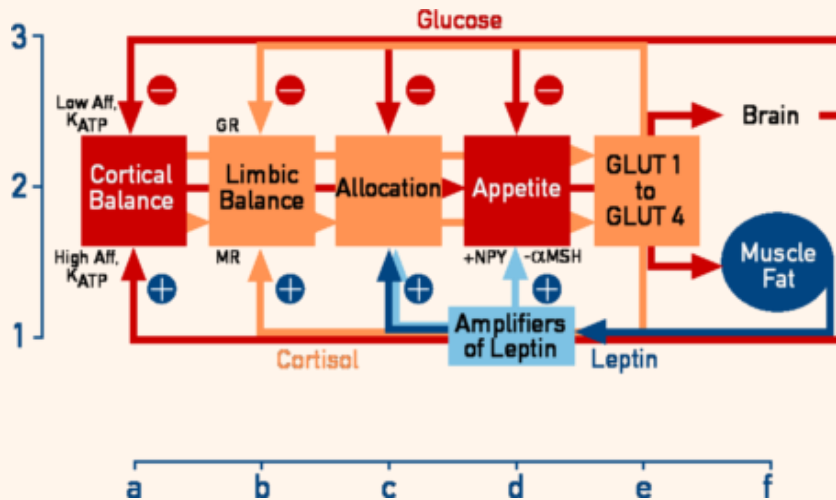 3
2
1
Glucose
Low Aff,
KATP
GR
Cortical
Balance
Limbic
Balance
Allocation
Appetite
GLUT 1
to
GLUT 4
Brain
High Aff,
KATP
MR
+NPY
-αMSH
Muscle
Fat
Amplifiers
of Leptin
Cortisol
Leptin
a b c d e f